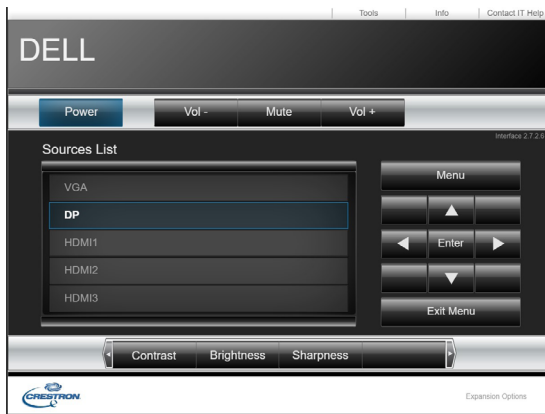 Tools Info Contact IT Help
DELL
Power Vol - Mute Vol +
Interface 2.7.2.6
Sources List
Menu
VGA
DP
HDMI1
Enter
HDMI2
HDMI3
Exit Menu
Contrast Brightness Sharpness
CRESTRON
Expansion Options